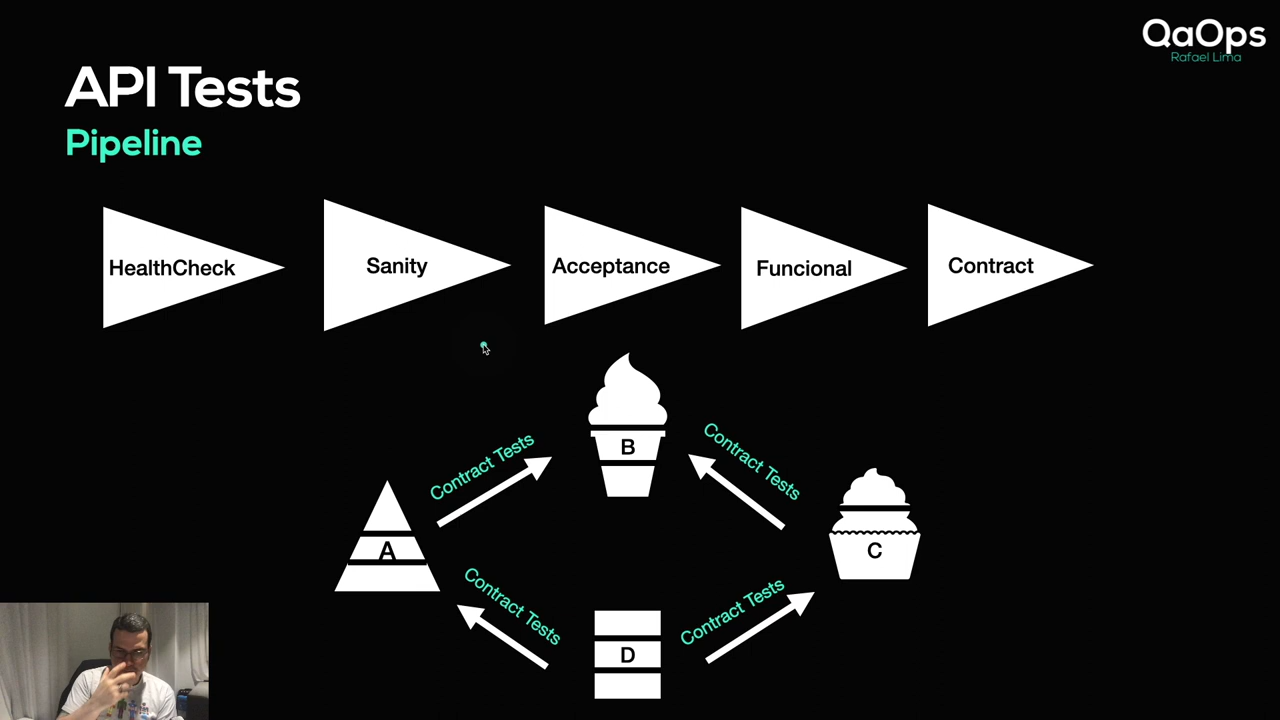 QaOps
Rafael Lima
API Tests
Pipeline
HealthCheck
Sanity
Acceptance
Funcional
Contract
Contract Tests
B
Contract Tests
A
C
Contract Tests
D
Contract Tests